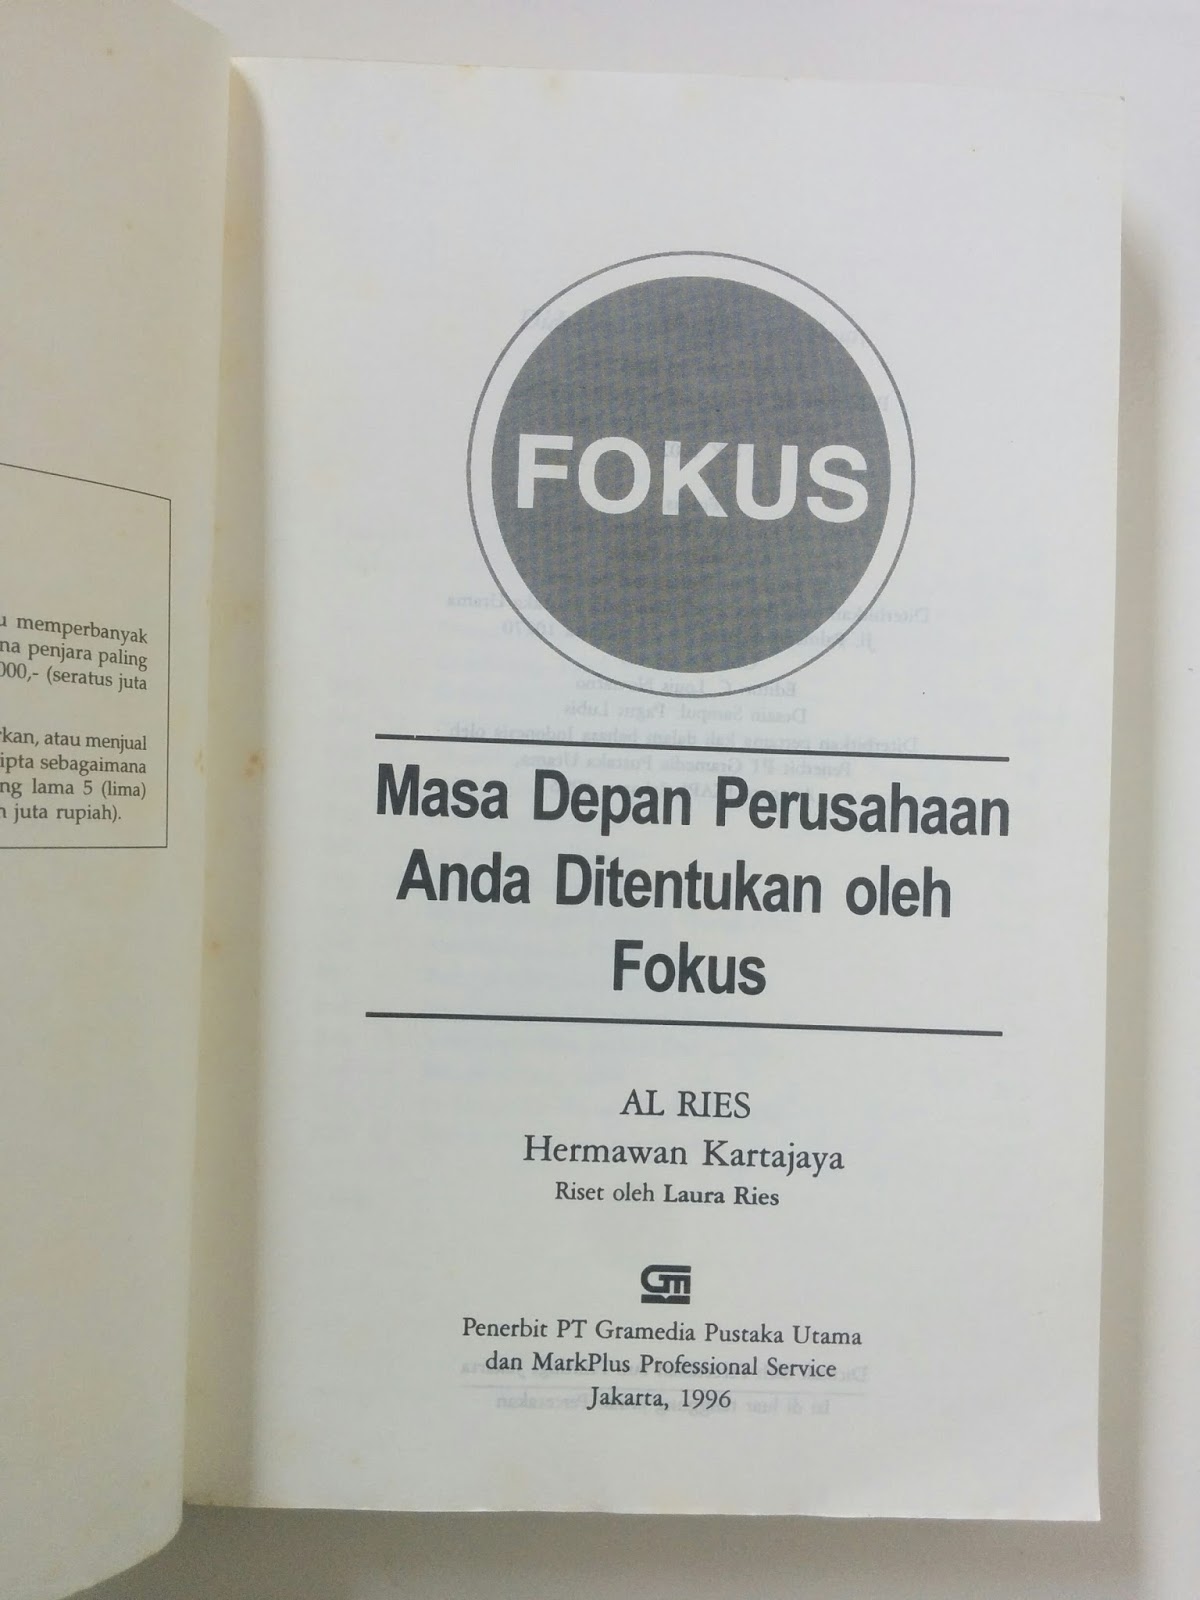 u memperbanyak
na penjara paling
000,- (seratus juta
rkan, atau menjual
ipta sebagaimana
ng lama 5 (lima)
h juta rupiah).
FOKUS
Masa Depan Perusahaan
Anda Ditentukan oleh
Fokus
AL RIES
Hermawan Kartajaya
Riset oleh Laura Ries
GM
Penerbit PT Gramedia Pustaka Utama
dan MarkPlus Professional Service
Jakarta, 1996